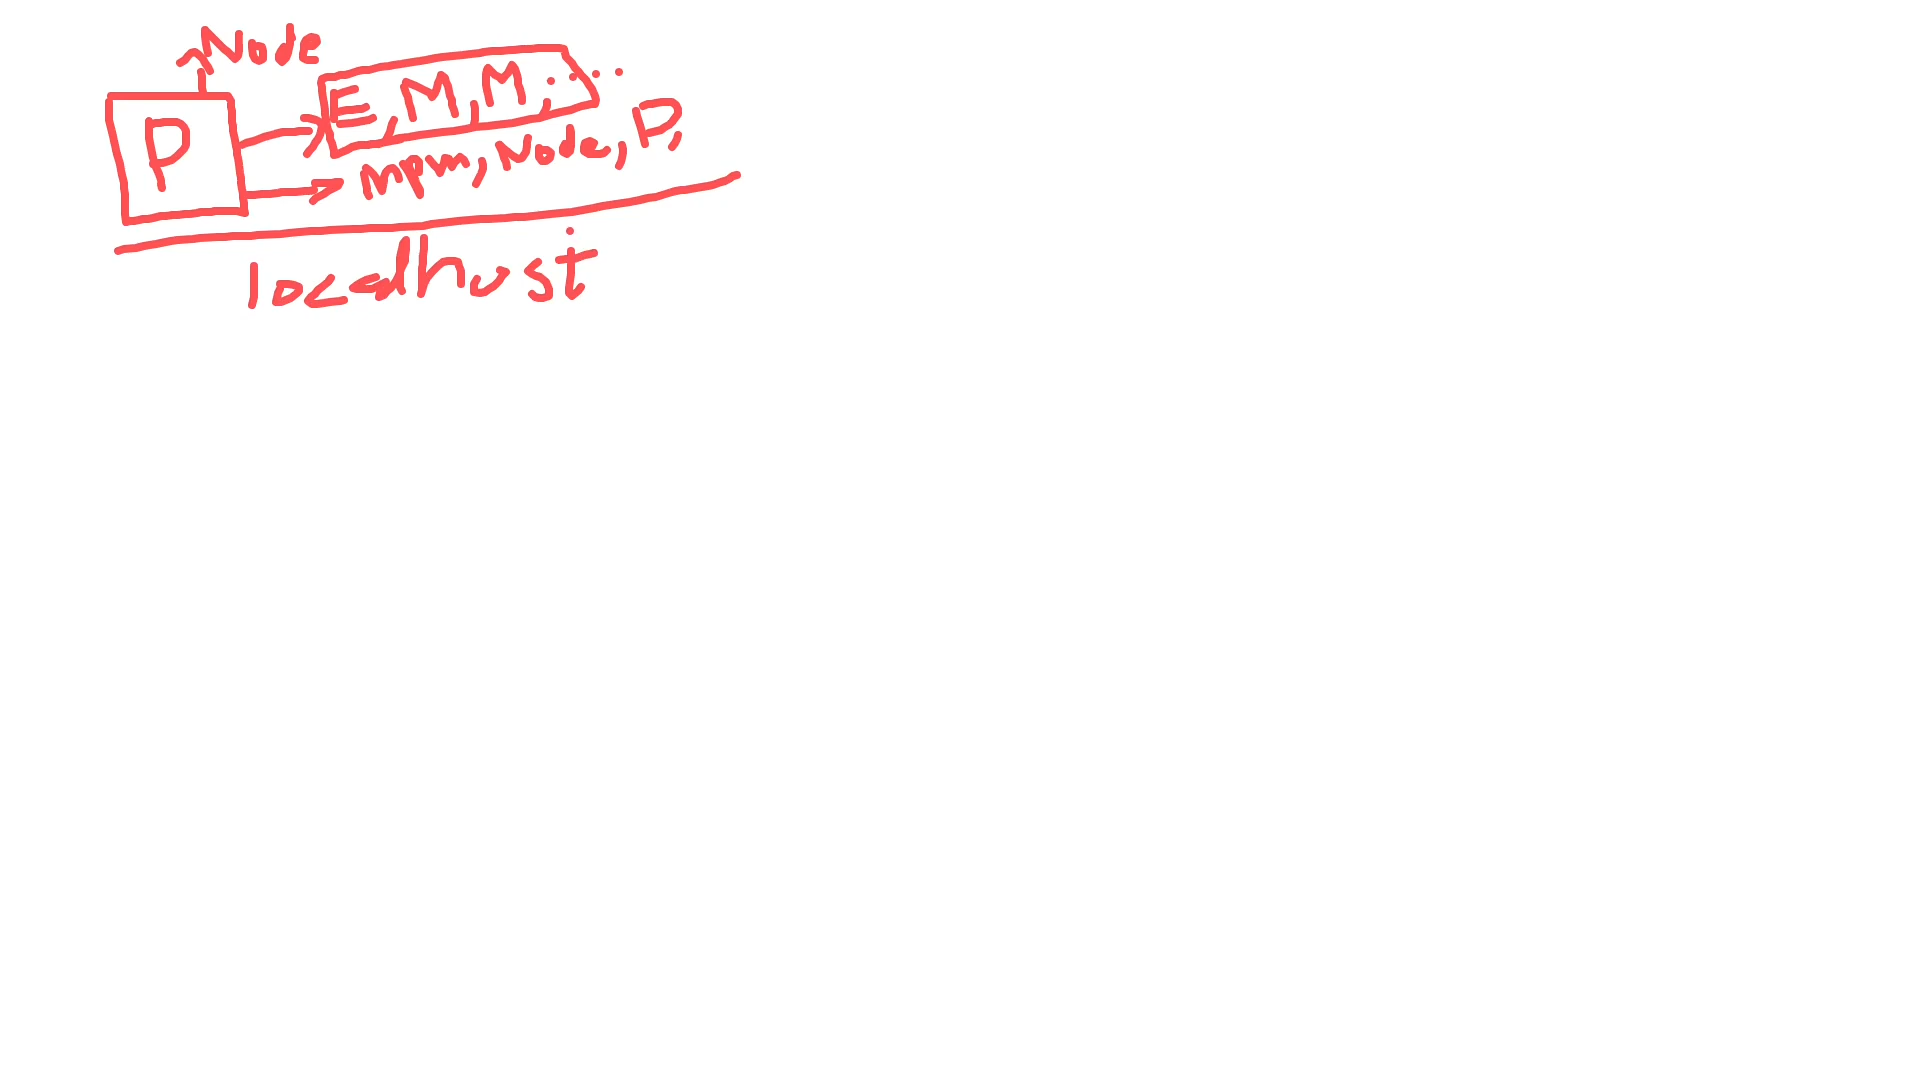 Node
P
E, M, M, ....
npm, Node, P,
localhost